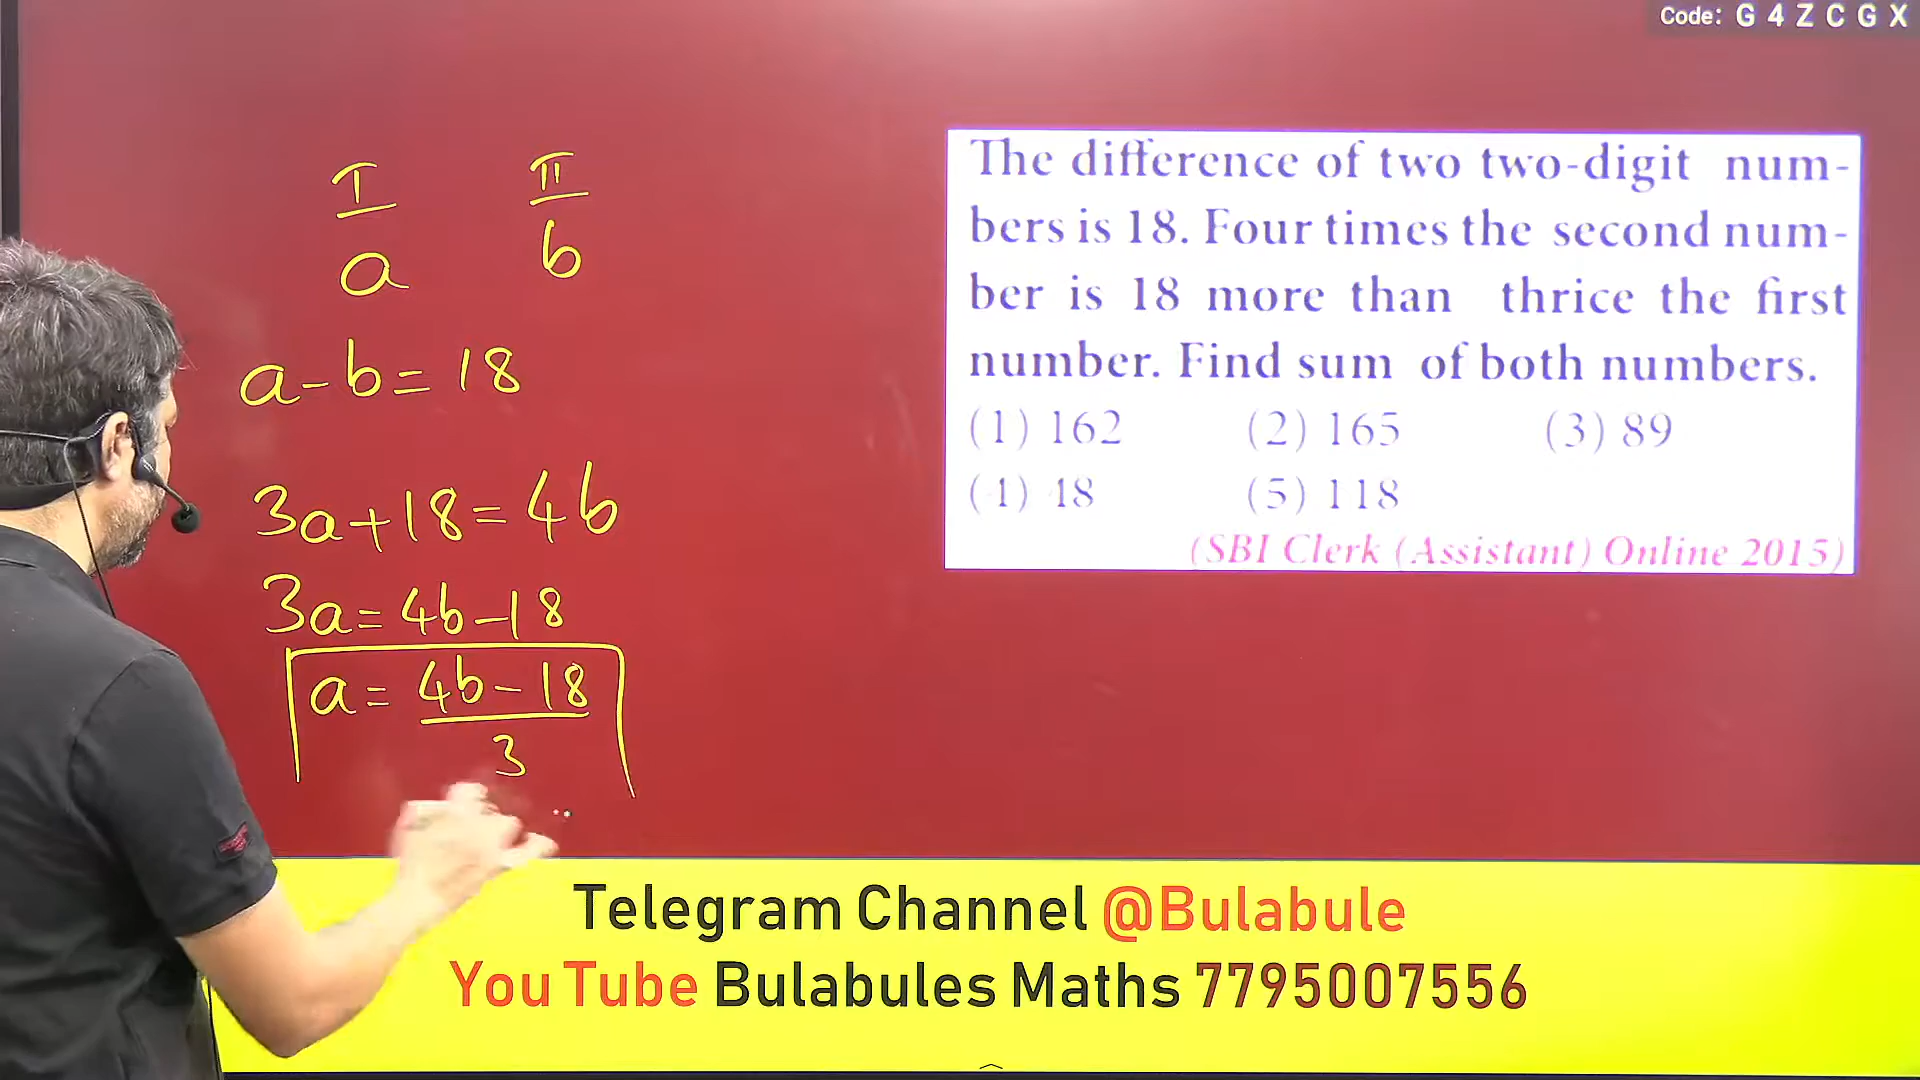 Code: G 4 Z C G X
I II
a b
a - b = 18
3a + 18 = 4b
3a = 4b - 18
a = 4b - 18
3
The difference of two two-digit num-
bers is 18. Four times the second num-
ber is 18 more than thrice the first
number. Find sum of both numbers.
(1) 162 (2) 165 (3) 89
(4) 48 (5) 118
(SBI Clerk (Assistant) Online 2015)
Telegram Channel @Bulabule
You Tube Bulabules Maths 7795007556